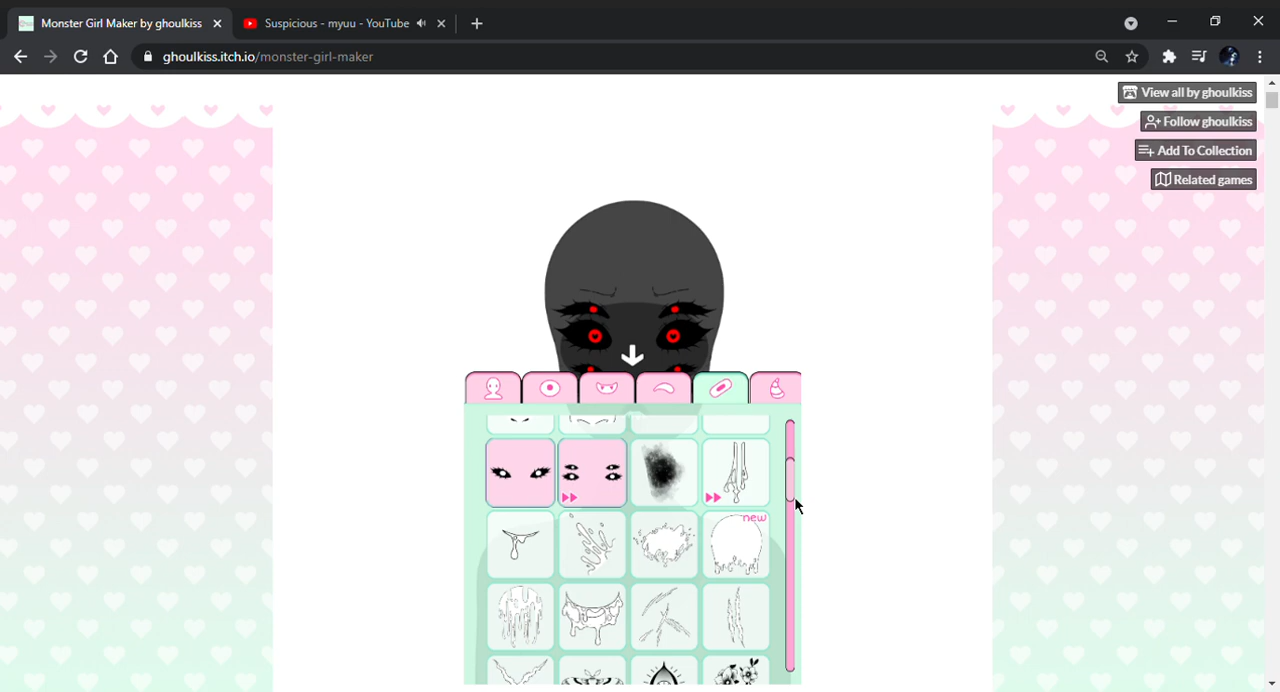 Monster Girl Maker by ghoulkiss
Suspicious - myuu - YouTube
ghoulkiss.itch.io/monster-girl-maker
View all by ghoulkiss
Follow ghoulkiss
Add To Collection
Related games
new